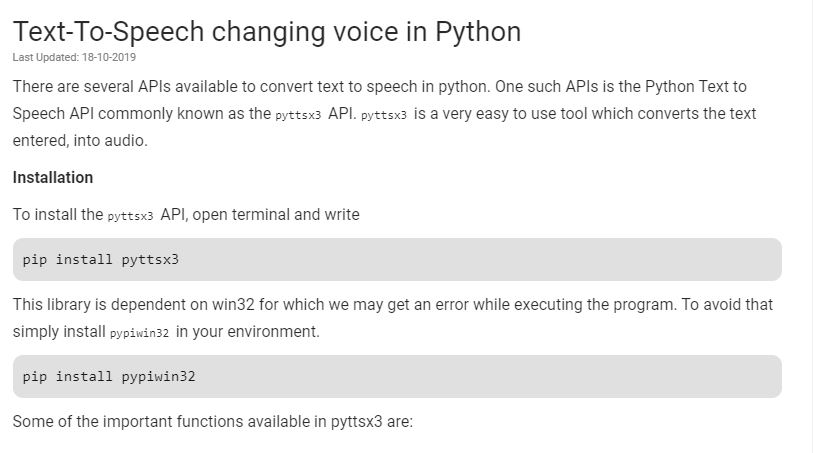 Text-To-Speech changing voice in Python
Last Updated: 18-10-2019
There are several APIs available to convert text to speech in python. One such APIs is the Python Text to
Speech API commonly known as the pyttsx3 API. pyttsx3 is a very easy to use tool which converts the text
entered, into audio.
Installation
To install the pyttsx3 API, open terminal and write
pip install pyttsx3
This library is dependent on win32 for which we may get an error while executing the program. To avoid that
simply install pypiwin32 in your environment.
pip install pypiwin32
Some of the important functions available in pyttsx3 are: